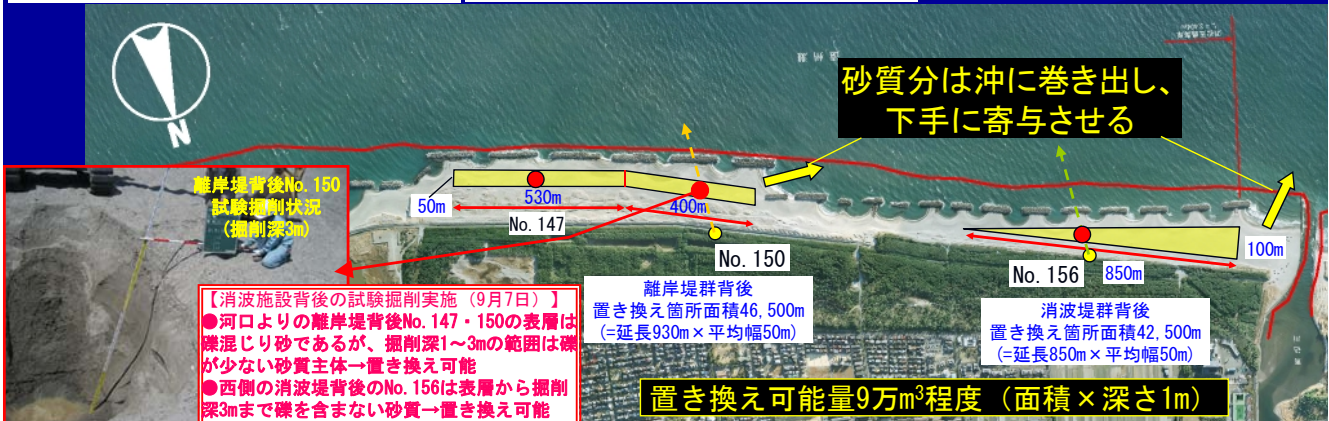 N
砂質分は沖に巻き出し、
下手に寄与させる
離岸堤背後No.150
試験掘削状況
(掘削深3m)
50m
530m
400m
No.147
No.150
No.156
850m
100m
【消波施設背後の試験掘削実施（9月7日）】
●河口よりの離岸堤背後No.147・150の表層は
礫混じり砂であるが、掘削深1～3mの範囲は礫
が少ない砂質主体→置き換え可能
●西側の消波堤背後のNo.156は表層から掘削
深3mまで礫を含まない砂質→置き換え可能
離岸堤群背後
置き換え箇所面積46,500m
(=延長930m×平均幅50m)
消波堤群背後
置き換え箇所面積42,500m
(=延長850m×平均幅50m)
置き換え可能量9万m³程度（面積×深さ1m）